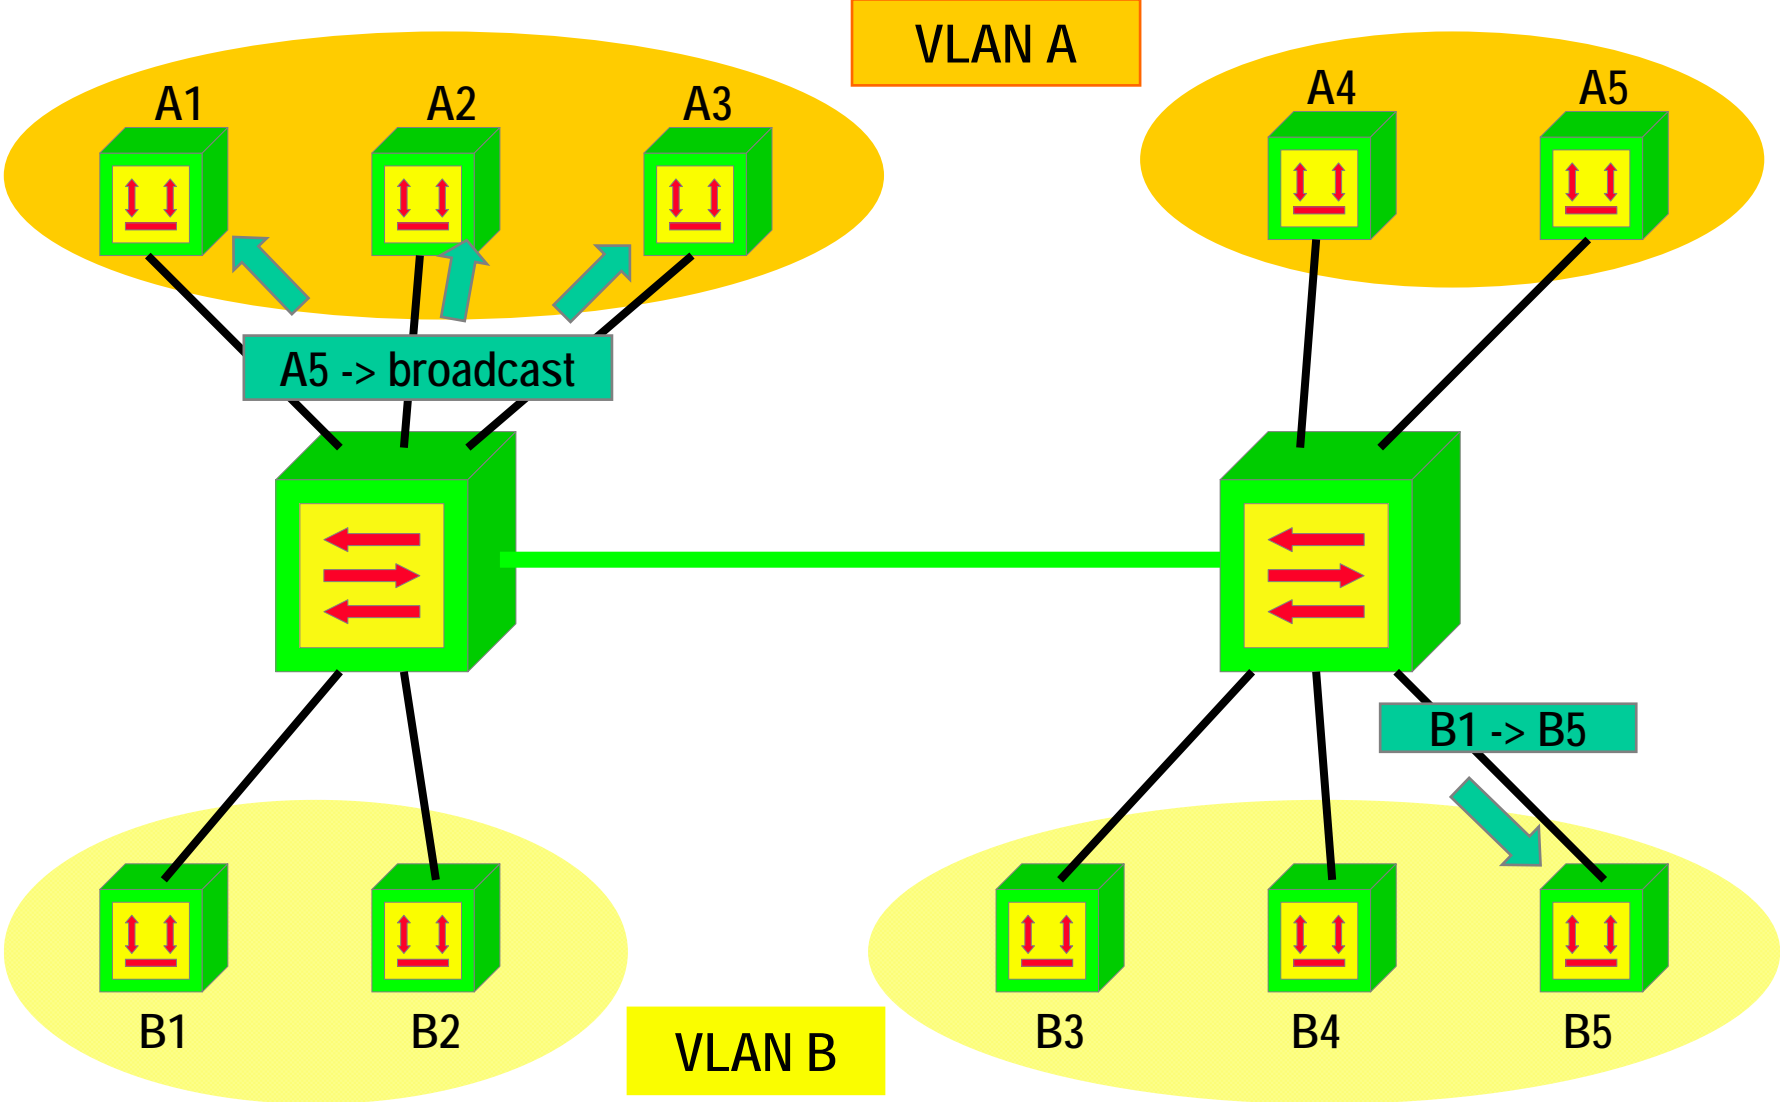 VLAN A
A1
A2
A3
A4
A5
A5 -> broadcast
B1 -> B5
B1
B2
B3
B4
B5
VLAN B